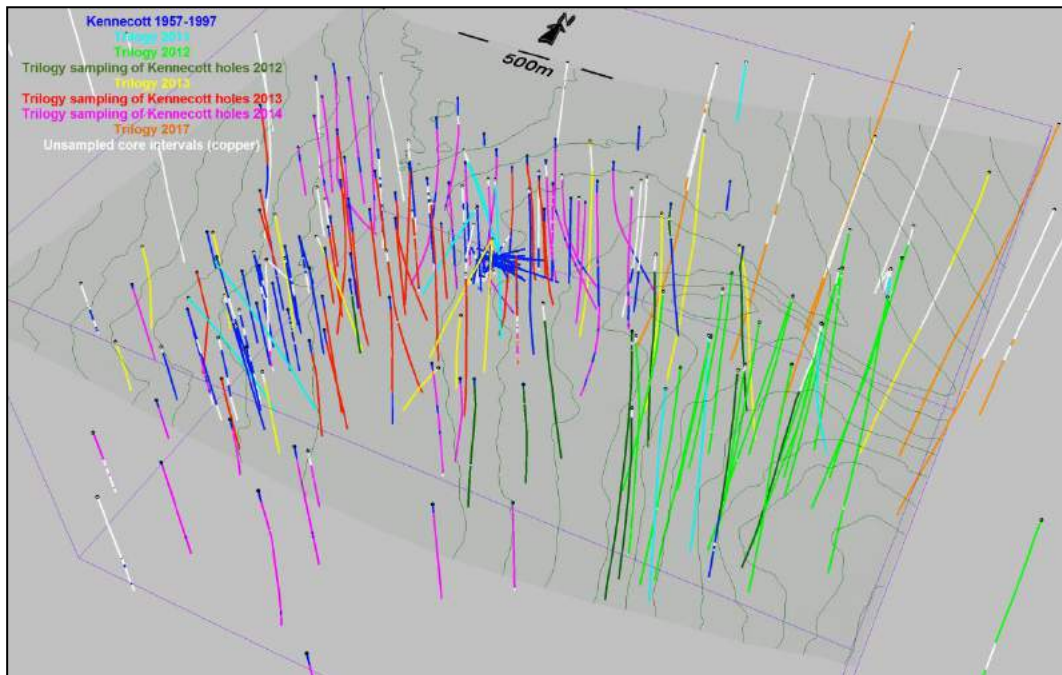 Kennecott 1957-1997
Trilogy 2011
Trilogy 2012
Trilogy sampling of Kennecott holes 2012
Trilogy 2013
Trilogy sampling of Kennecott holes 2013
Trilogy sampling of Kennecott holes 2014
Trilogy 2017
Unsampled core intervals (copper)
500m